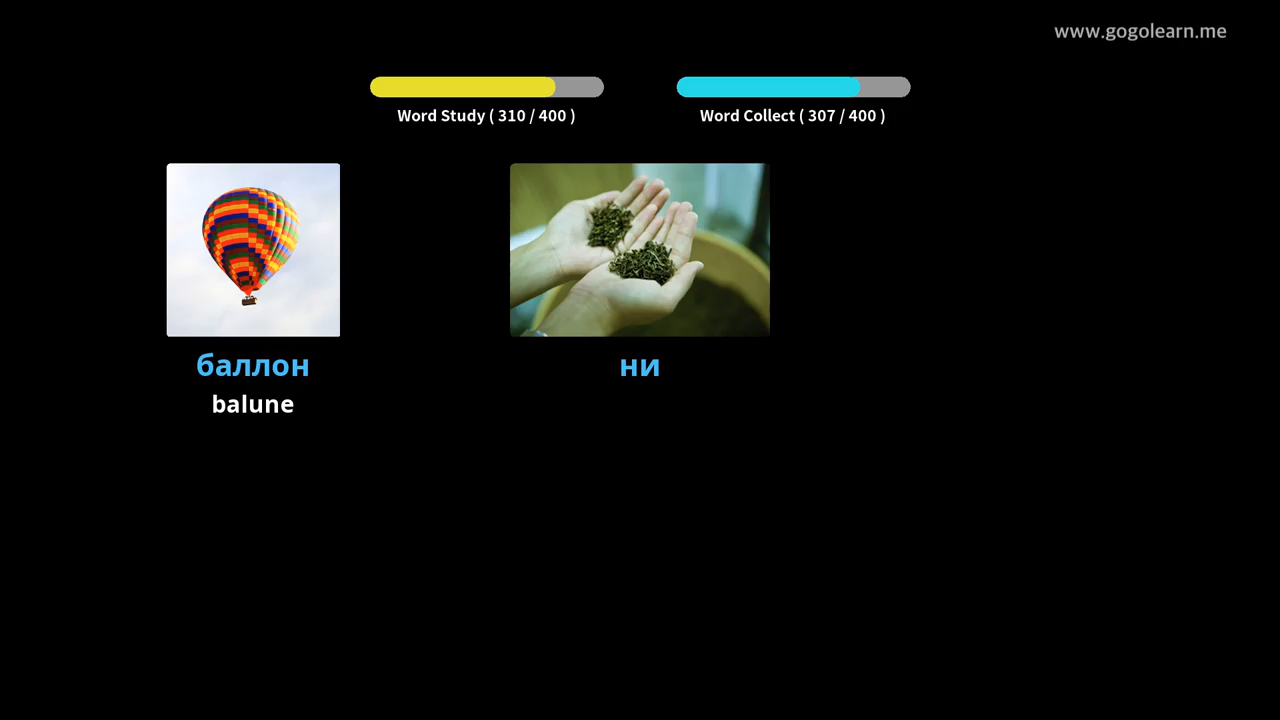 www.gogolearn.me
Word Study ( 310 / 400 )
Word Collect ( 307 / 400 )
баллон
ни
balune